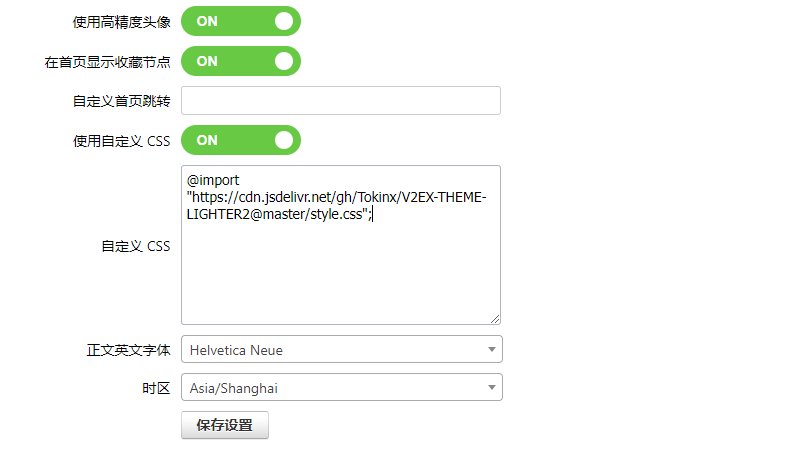 使用高精度头像 ON
在首页显示收藏节点 ON
自定义首页跳转
使用自定义 CSS ON
@import
"https://cdn.jsdelivr.net/gh/Tokinx/V2EX-THEME-
LIGHTER2@master/style.css";
自定义 CSS
正文英文字体 Helvetica Neue
时区 Asia/Shanghai
保存设置